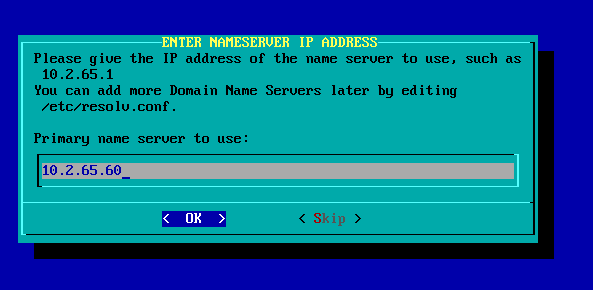 ENTER NAMESERVER IP ADDRESS
Please give the IP address of the name server to use, such as
10.2.65.1
You can add more Domain Name Servers later by editing
/etc/resolv.conf.
Primary name server to use:
10.2.65.60_
< OK > < Skip >